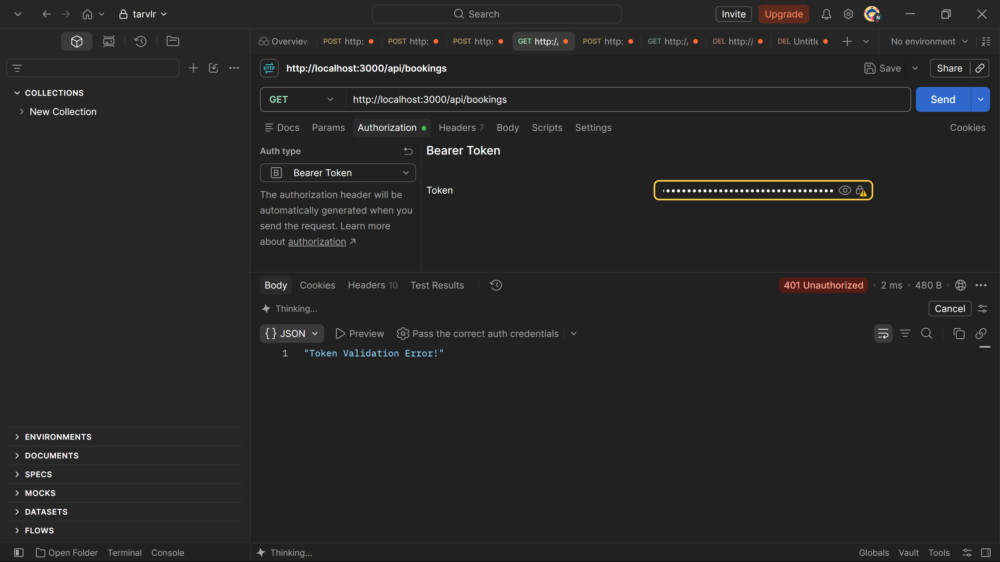 tarvlr
Search
Invite
Upgrade
N
Overview
POST http:
POST http:
POST http:
GET http:/
POST http:
GET http:/
DEL http://
DEL Untitle
No environment
HTTP
http://localhost:3000/api/bookings
Save
Share
COLLECTIONS
New Collection
GET
http://localhost:3000/api/bookings
Send
Docs
Params
Authorization
Headers 7
Body
Scripts
Settings
Cookies
Auth type
B
Bearer Token
The authorization header will be
automatically generated when you
send the request. Learn more
about authorization ↗
Bearer Token
Token
Body
Cookies
Headers 10
Test Results
401 Unauthorized
2 ms
480 B
Thinking...
Cancel
{} JSON
Preview
Pass the correct auth credentials
1 "Token Validation Error!"
ENVIRONMENTS
DOCUMENTS
SPECS
MOCKS
DATASETS
FLOWS
Open Folder
Terminal
Console
Thinking...
Globals
Vault
Tools